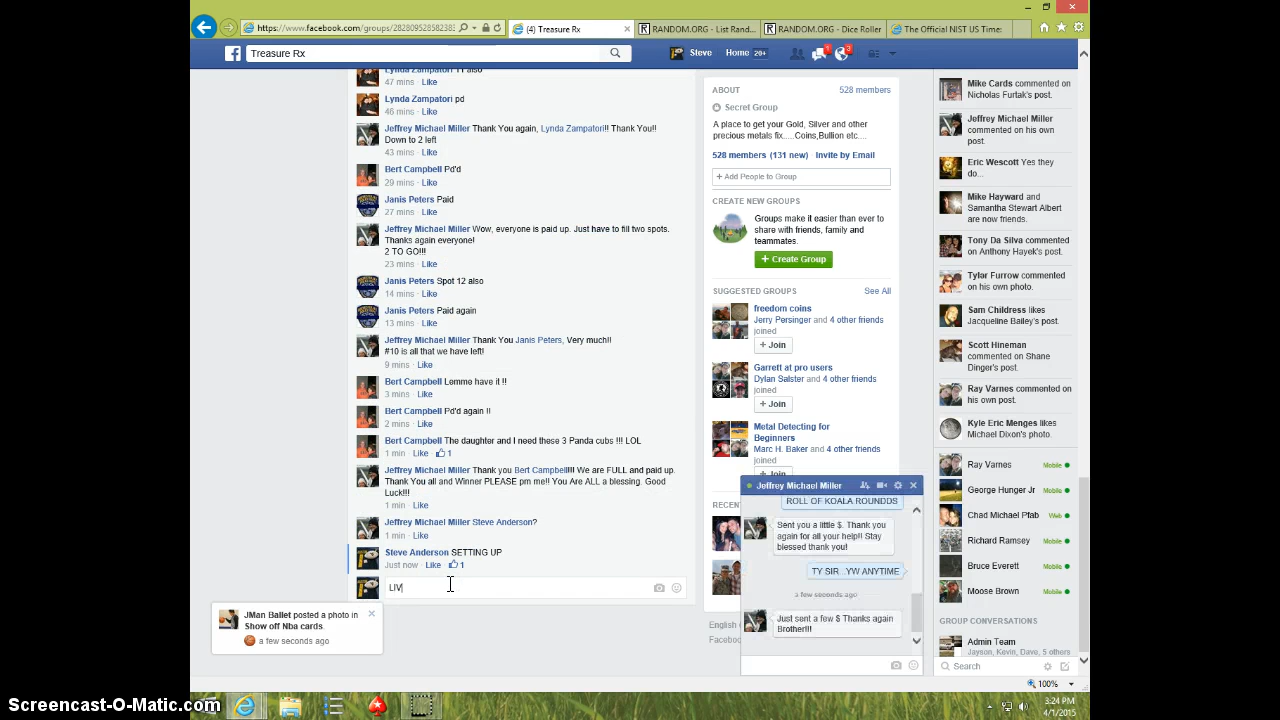 https://www.facebook.com/groups/282809528582383
(4) Treasure Rx
RANDOM.ORG - List Rand...
RANDOM.ORG - Dice Roller
The Official NIST US Time:
Treasure Rx
Steve
Home 20+
1
3
Lynda Zampatori 11 also
47 mins · Like
Lynda Zampatori pd
46 mins · Like
Jeffrey Michael Miller Thank You again, Lynda Zampatori!! Thank You!!
Down to 2 left
43 mins · Like
Bert Campbell Pd'd
29 mins · Like
Janis Peters Paid
27 mins · Like
Jeffrey Michael Miller Wow, everyone is paid up. Just have to fill two spots.
Thanks again everyone!
2 TO GO!!!
23 mins · Like
Janis Peters Spot 12 also
14 mins · Like
Janis Peters Paid again
13 mins · Like
Jeffrey Michael Miller Thank You Janis Peters, Very much!!
#10 is all that we have left!
9 mins · Like
Bert Campbell Lemme have it !!
3 mins · Like
Bert Campbell Pd'd again !!
2 mins · Like
Bert Campbell The daughter and I need these 3 Panda cubs !!! LOL
1 min · Like · 1
Jeffrey Michael Miller Thank you Bert Campbell!!! We are FULL and paid up.
Thank You all and Winner PLEASE pm me!! You Are ALL a blessing. Good
Luck!!!
1 min · Like
Jeffrey Michael Miller Steve Anderson?
1 min · Like
Steve Anderson SETTING UP
Just now · Like · 1
LIV
JMan Ballet posted a photo in
Show off Nba cards.
a few seconds ago
ABOUT
528 members
Secret Group
A place to get your Gold, Silver and other
precious metals fix.....Coins,Bullion etc....
528 members (131 new) · Invite by Email
+ Add People to Group
CREATE NEW GROUPS
Groups make it easier than ever to
share with friends, family and
teammates.
+ Create Group
SUGGESTED GROUPS
See All
freedom coins
Jerry Persinger and 4 other friends
joined
+ Join
Garrett at pro users
Dylan Salster and 4 other friends
joined
+ Join
Metal Detecting for
Beginners
Marc H. Baker and 4 other friends
joined
+ Join
RECEN
English
Faceboo
Jeffrey Michael Miller
ROLL OF KOALA ROUNDDS
Sent you a little $. Thank you
again for all your help!! Stay
blessed thank you!
TY SIR...YW ANYTIME
a few seconds ago
Just sent a few $ Thanks again
Brother!!!
Mike Cards commented on
Nicholas Furtak's post.
Jeffrey Michael Miller
commented on his own
post.
Eric Wescott Yes they
do...
Mike Hayward and
Samantha Stewart Albert
are now friends.
Tony Da Silva commented
on Anthony Hayek's post.
Tyler Furrow commented
on his own photo.
Sam Childress likes
Jacqueline Bailey's post.
Scott Hineman
commented on Shane
Dinger's post.
Ray Varnes commented on
his own post.
Kyle Eric Menges likes
Michael Dixon's photo.
Ray Varnes Mobile
George Hunger Jr Mobile
Chad Michael Pfab Web
Richard Ramsey Mobile
Bruce Everett Mobile
Moose Brown Mobile
GROUP CONVERSATIONS
Admin Team
Jayson, Kevin, Dave, 5 others
Search
100%
3:24 PM
4/1/2015
Screencast-O-Matic.com